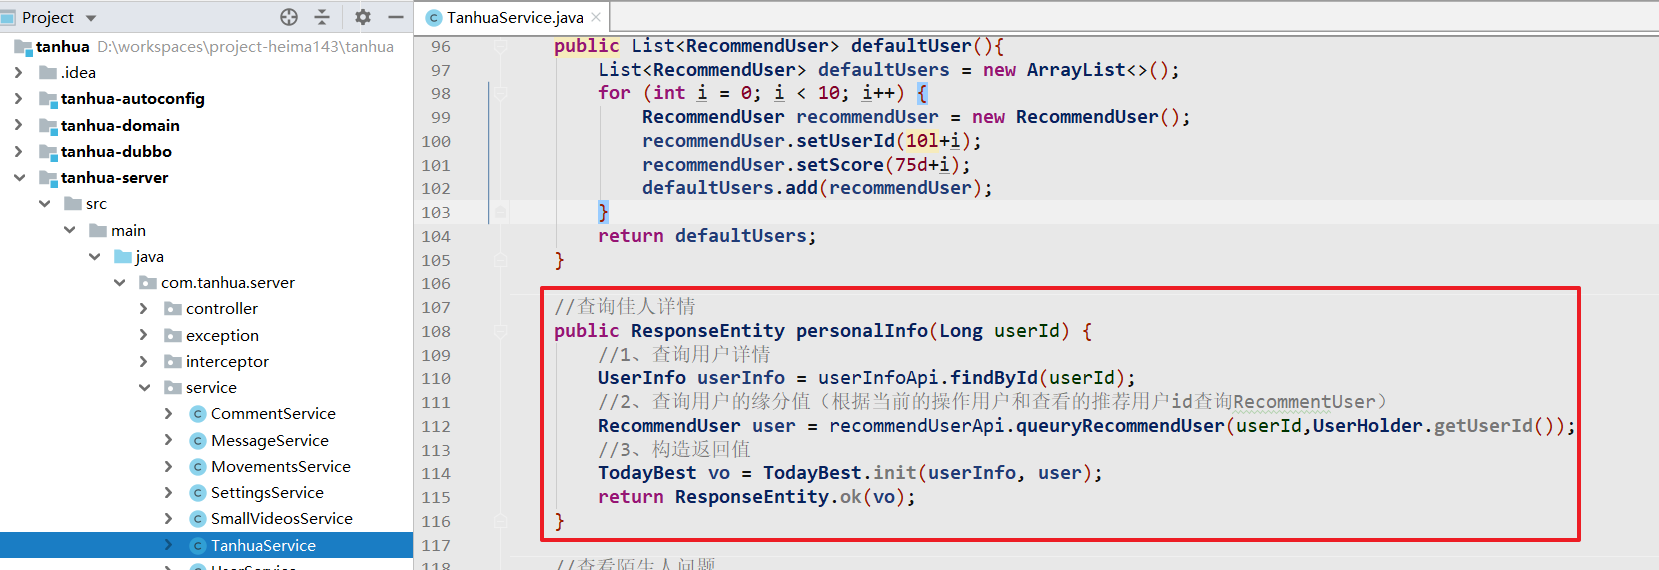 Project
TanhuaService.java
tanhua D:\workspaces\project-heima143\tanhua
.idea
tanhua-autoconfig
tanhua-domain
tanhua-dubbo
tanhua-server
src
main
java
com.tanhua.server
controller
exception
interceptor
service
CommentService
MessageService
MovementsService
SettingsService
SmallVideosService
TanhuaService
UserService
96 public List<RecommendUser> defaultUser(){
97 List<RecommendUser> defaultUsers = new ArrayList<>();
98 for (int i = 0; i < 10; i++) {
99 RecommendUser recommendUser = new RecommendUser();
100 recommendUser.setUserId(10l+i);
101 recommendUser.setScore(75d+i);
102 defaultUsers.add(recommendUser);
103 }
104 return defaultUsers;
105 }
106
107 //查询佳人详情
108 public ResponseEntity personalInfo(Long userId) {
109 //1、查询用户详情
110 UserInfo userInfo = userInfoApi.findById(userId);
111 //2、查询用户的缘分值（根据当前的操作用户和查看的推荐用户id查询RecommentUser）
112 RecommendUser user = recommendUserApi.queuryRecommendUser(userId,UserHolder.getUserId());
113 //3、构造返回值
114 TodayBest vo = TodayBest.init(userInfo, user);
115 return ResponseEntity.ok(vo);
116 }
117
118 //查看陌生人问题